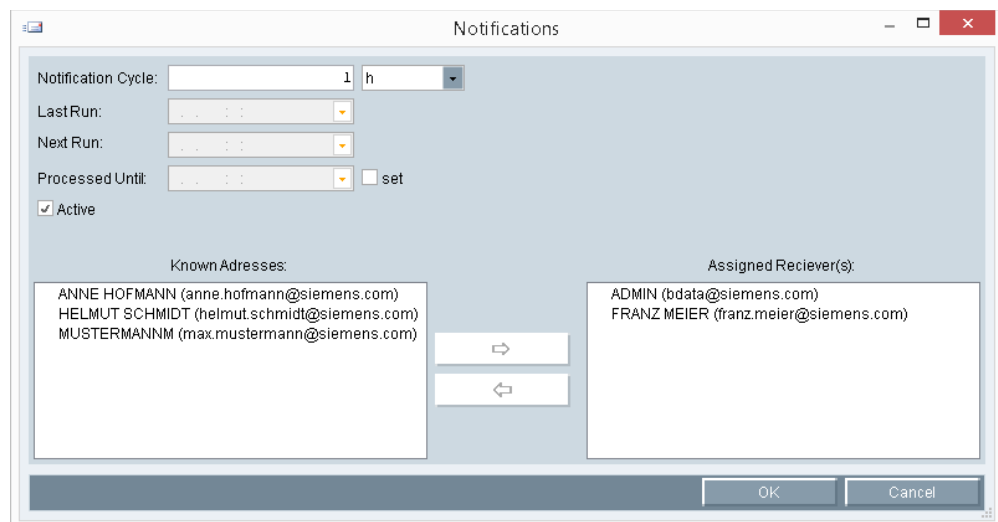 Notifications
Notification Cycle: 1 h
Last Run: . . : :
Next Run: . . : :
Processed Until: . . : : set
Active
Known Adresses:
ANNE HOFMANN (anne.hofmann@siemens.com)
HELMUT SCHMIDT (helmut.schmidt@siemens.com)
MUSTERMANNM (max.mustermann@siemens.com)
Assigned Reciever(s):
ADMIN (bdata@siemens.com)
FRANZ MEIER (franz.meier@siemens.com)
OK Cancel